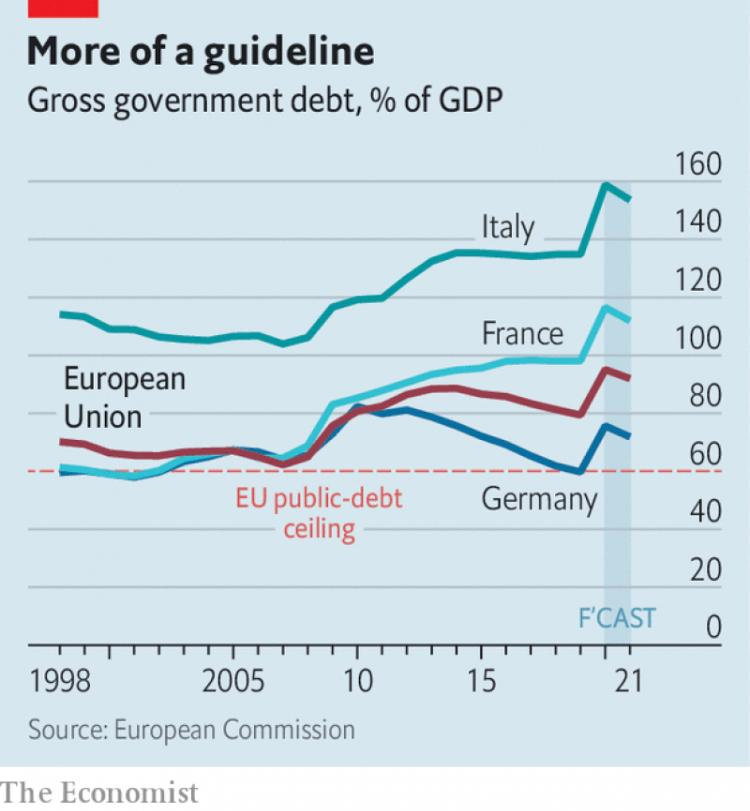 More of a guideline
Gross government debt, % of GDP
160
Italy
140
120
France
100
European
Union
80
60
EU public-debt
ceiling
Germany
40
20
F’CAST
0
1998
2005
10
15
21
Source: European Commission
The Economist